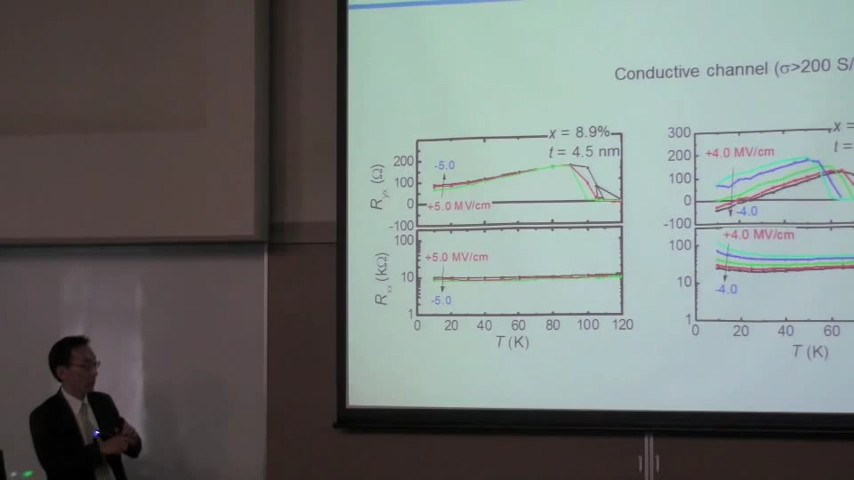 Conductive channel (σ>200 S/
x = 8.9%
t = 4.5 nm
200
100
0
-100
R_yx (Ω)
-5.0
+5.0 MV/cm
100
10
1
R_xx (kΩ)
+5.0 MV/cm
-5.0
0 20 40 60 80 100 120
T (K)
x =
t =
300
200
100
0
-100
+4.0 MV/cm
-4.0
100
10
1
+4.0 MV/cm
-4.0
0 20 40 60
T (K)